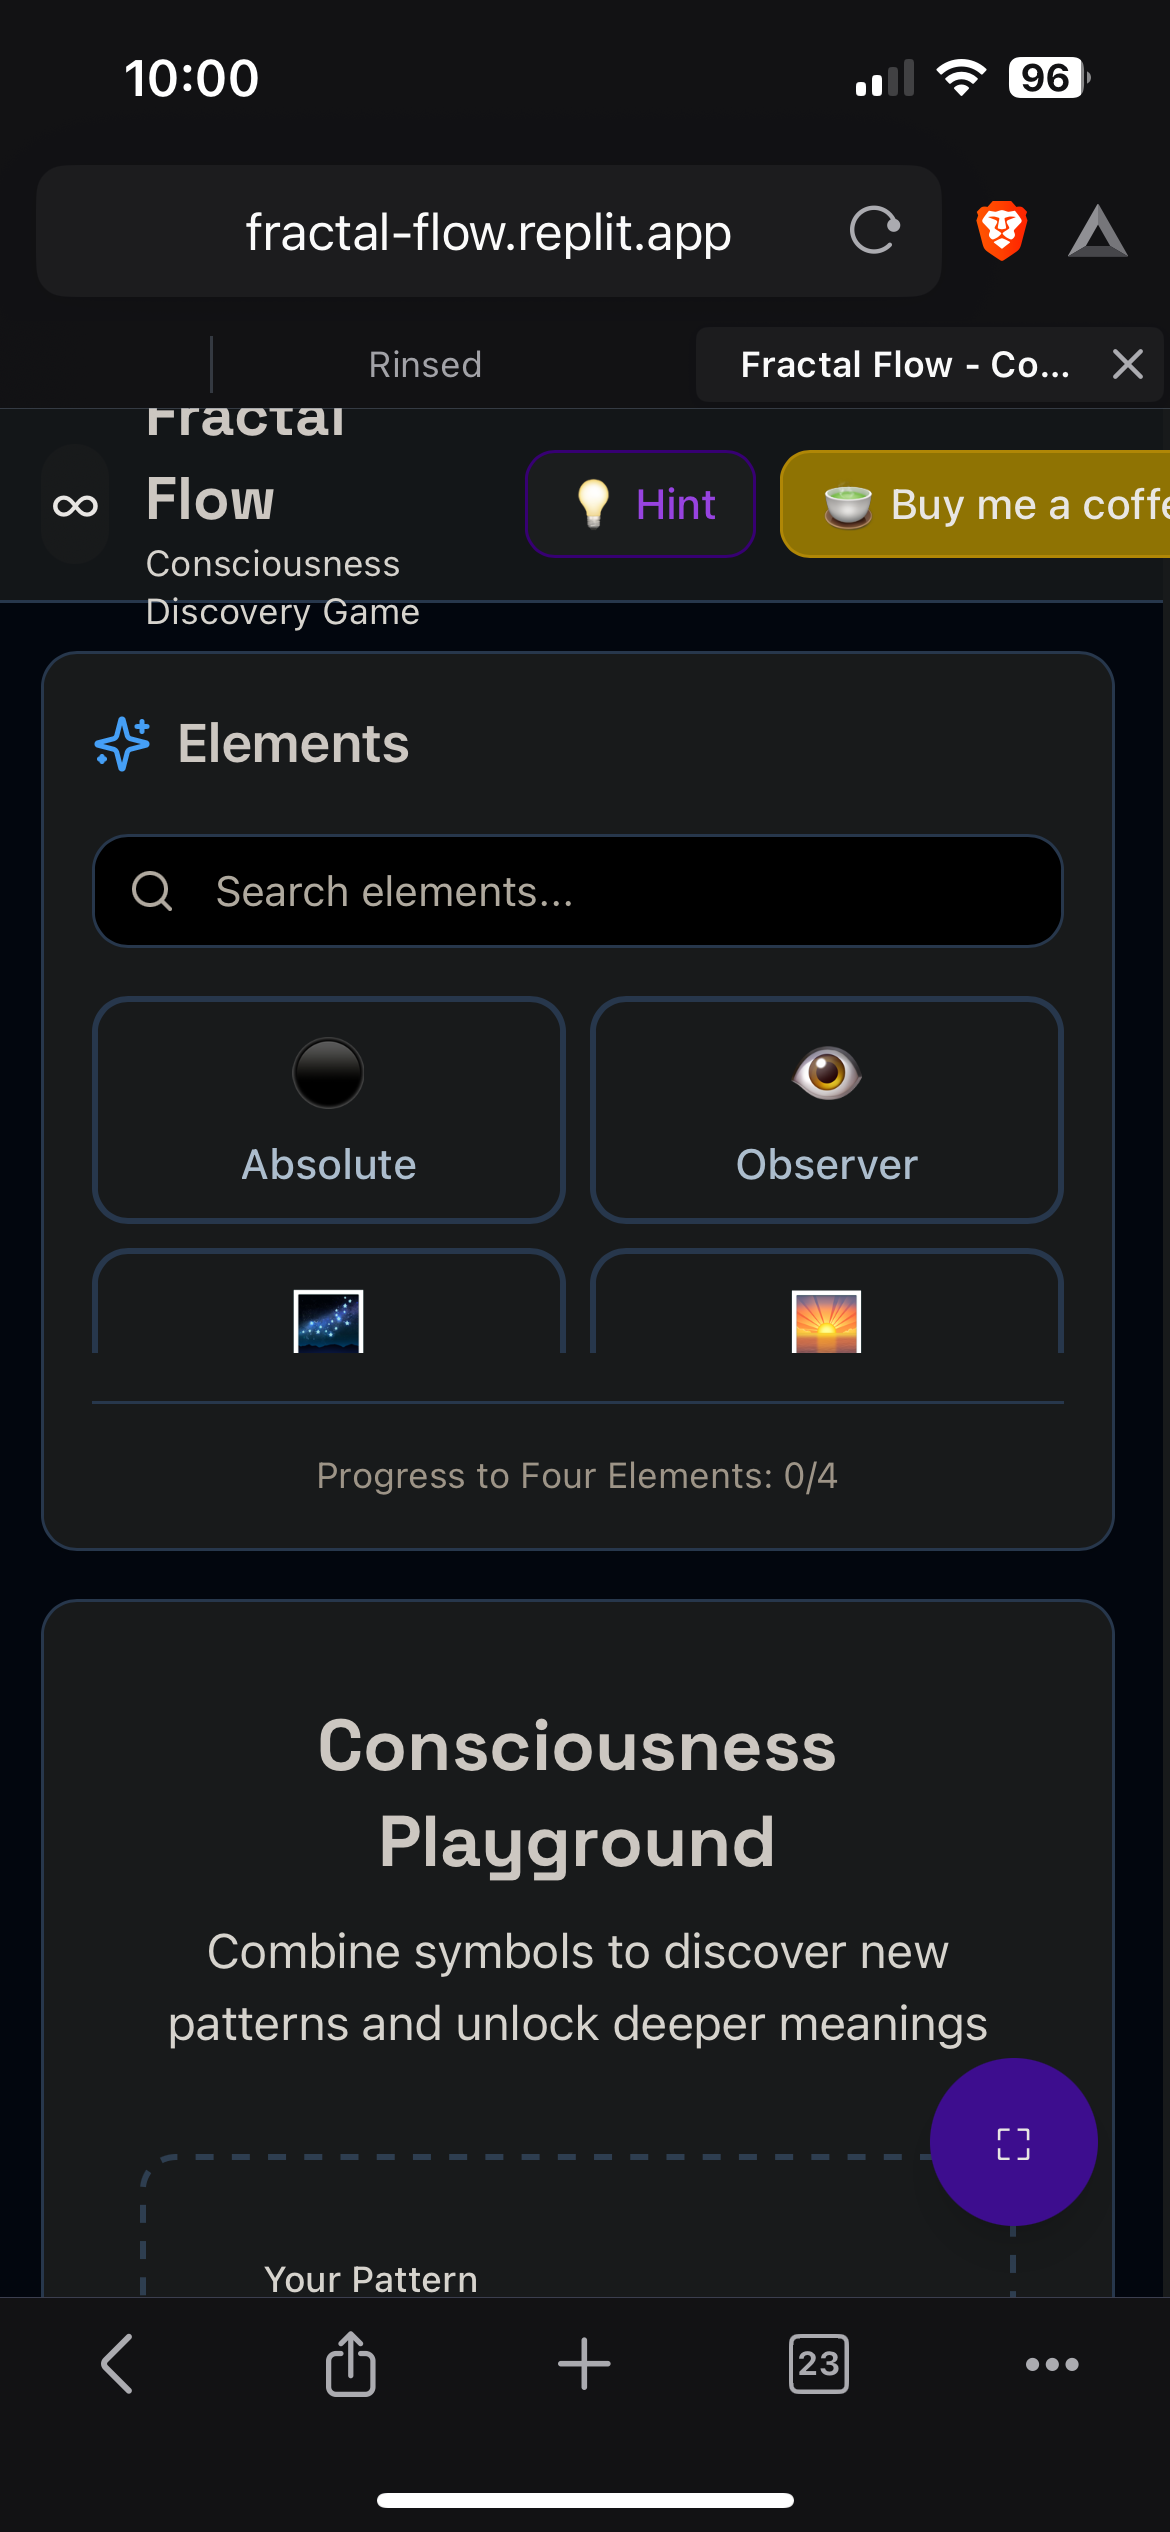 10:00
96
fractal-flow.replit.app
Rinsed
Fractal Flow - Co...
Fractal
Flow
Consciousness
Discovery Game
Hint
Buy me a coffe
Elements
Search elements...
Absolute
Observer
Progress to Four Elements: 0/4
Consciousness
Playground
Combine symbols to discover new
patterns and unlock deeper meanings
Your Pattern
23